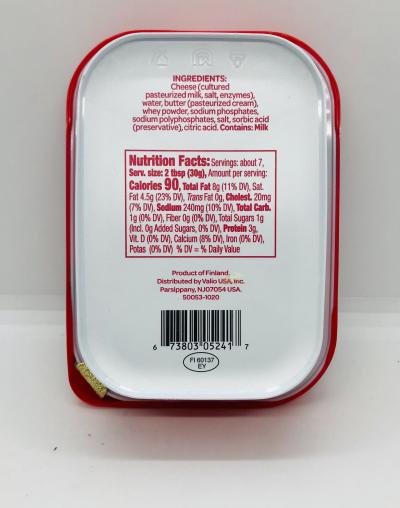 INGREDIENTS:
Cheese (cultured
pasteurized milk, salt, enzymes),
water, butter (pasteurized cream),
whey powder, sodium phosphates,
sodium polyphosphates, salt, sorbic acid
(preservative), citric acid. Contains: Milk
Nutrition Facts: Servings: about 7,
Serv. size: 2 tbsp (30g), Amount per serving:
Calories 90, Total Fat 8g (11% DV), Sat.
Fat 4.5g (23% DV), Trans Fat 0g, Cholest. 20mg
(7% DV), Sodium 240mg (10% DV), Total Carb.
1g (0% DV), Fiber 0g (0% DV), Total Sugars 1g
(Incl. 0g Added Sugars, 0% DV), Protein 3g,
Vit. D (0% DV), Calcium (8% DV), Iron (0% DV),
Potas (0% DV) % DV = % Daily Value
Product of Finland.
Distributed by Valio USA, Inc.
Parsippany, NJ07054 USA.
50053-1020
6 73803 05241 7
FI 60137
EY